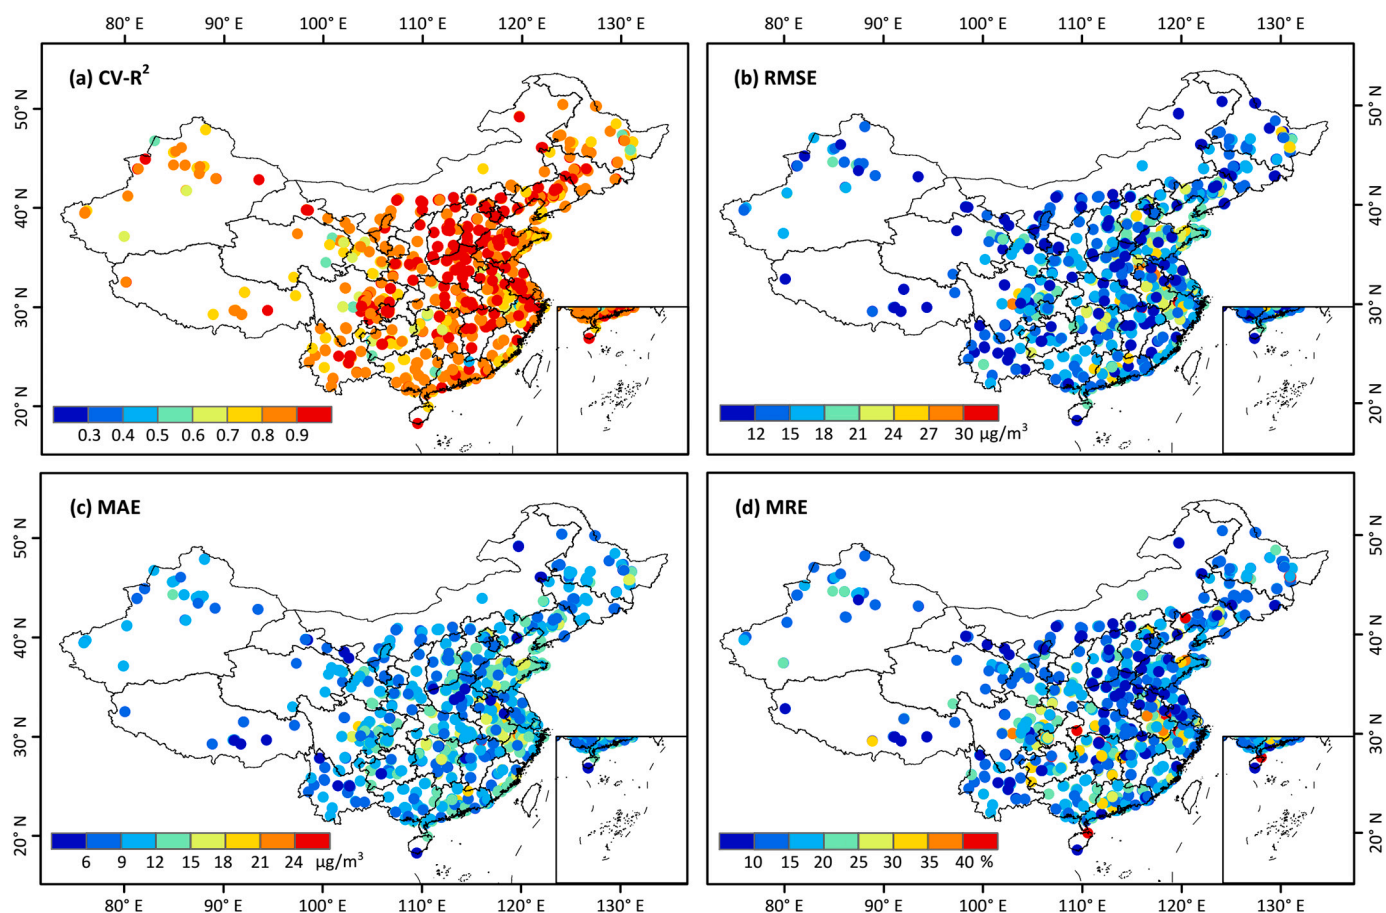 80° E 90° E 100° E 110° E 120° E 130° E 80° E 90° E 100° E 110° E 120° E 130° E
(a) CV-R²
(b) RMSE
50° N
40° N
30° N
20° N
50° N
40° N
30° N
20° N
0.3 0.4 0.5 0.6 0.7 0.8 0.9
12 15 18 21 24 27 30 µg/m³
(c) MAE
(d) MRE
50° N
40° N
30° N
20° N
50° N
40° N
30° N
20° N
6 9 12 15 18 21 24 µg/m³
10 15 20 25 30 35 40 %
80° E 90° E 100° E 110° E 120° E 130° E 80° E 90° E 100° E 110° E 120° E 130° E